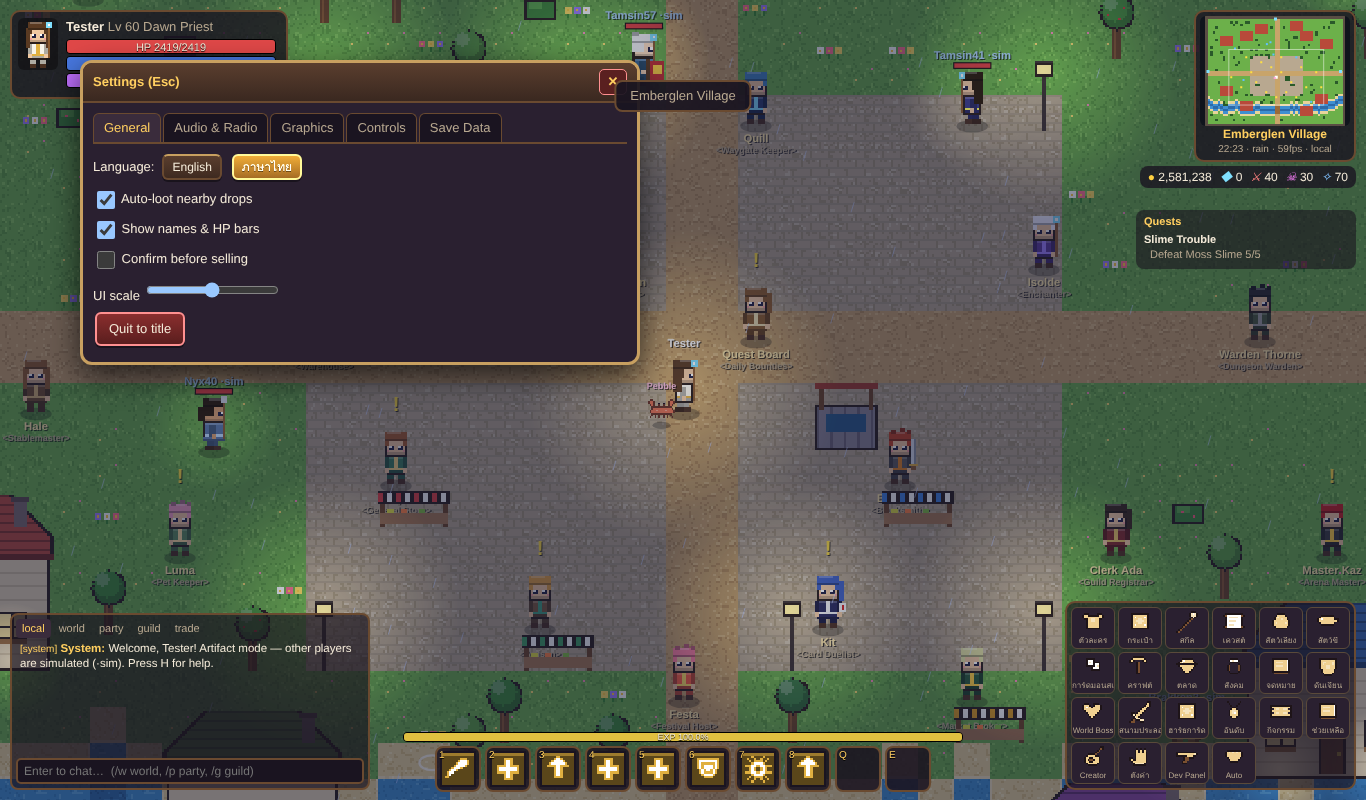 Tester Lv 60 Dawn Priest
HP 2419/2419
Settings (Esc)
✕
General
Audio & Radio
Graphics
Controls
Save Data
Language:
English
ภาษาไทย
Auto-loot nearby drops
Show names & HP bars
Confirm before selling
UI scale
Quit to title
Tamsin57 ·sim
Emberglen Village
Tamsin41 ·sim
Quill
<Waygate Keeper>
Emberglen Village
22:23 · rain · 59fps · local
2,581,238
0
40
30
70
Quests
Slime Trouble
Defeat Moss Slime 5/5
Isolde
<Enchanter>
Tester
Pebble
Quest Board
<Daily Bounties>
Warden Thorne
<Dungeon Warden>
Nyx40 ·sim
Hale
<Stablemaster>
Luma
<Pet Keeper>
Clerk Ada
<Guild Registrar>
Master Kaz
<Arena Master>
Kit
<Card Duelist>
Festa
<Festival Host>
local
world
party
guild
trade
[system] System: Welcome, Tester! Artifact mode — other players
are simulated (·sim). Press H for help.
Enter to chat… (/w world, /p party, /g guild)
EXP 100.0%
1
2
3
4
5
6
7
8
Q
E
ตัวละคร
กระเป๋า
สกิล
เควสต์
สัตว์เลี้ยง
สัตว์ขี่
คราฟต์
ตลาด
สังคม
จดหมาย
ดันเจียน
World Boss
อันดับ
กิจกรรม
ช่วยเหลือ
Creator
ตั้งค่า
Dev Panel
Auto